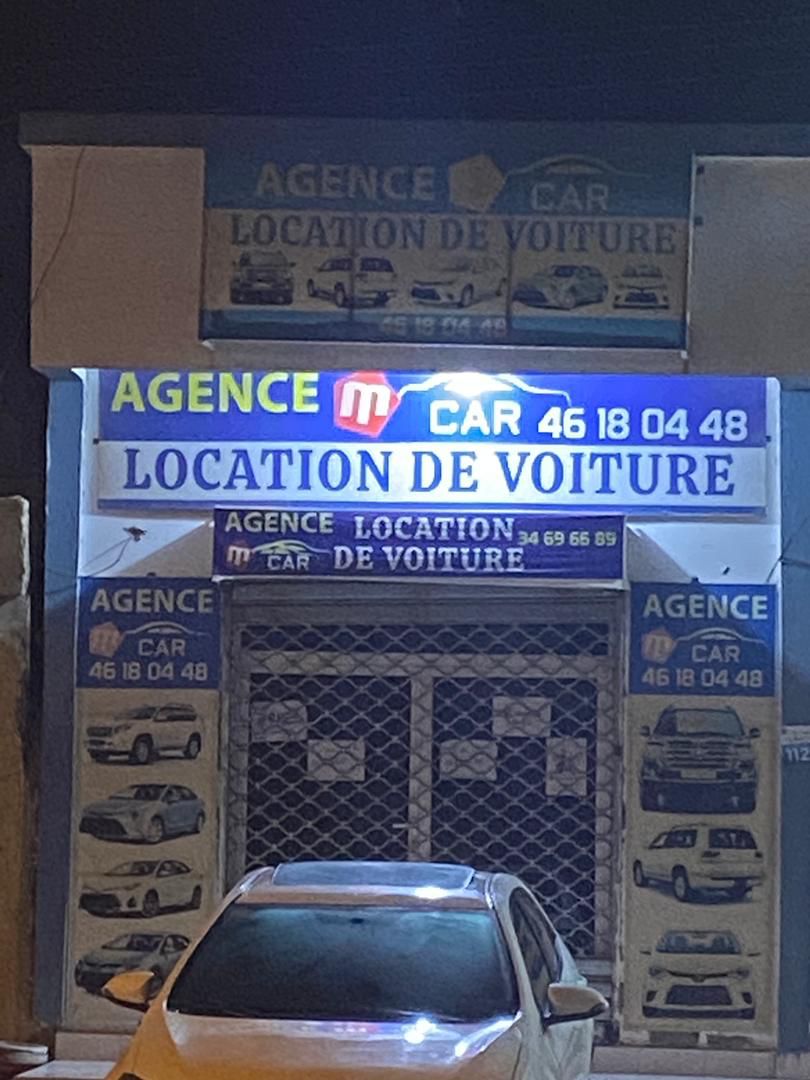 AGENCE CAR
LOCATION DE VOITURE
46 18 04 48
AGENCE m CAR 46 18 04 48
LOCATION DE VOITURE
AGENCE LOCATION 34 69 66 89
m CAR DE VOITURE
AGENCE
m CAR
46 18 04 48
AGENCE
m CAR
46 18 04 48
112